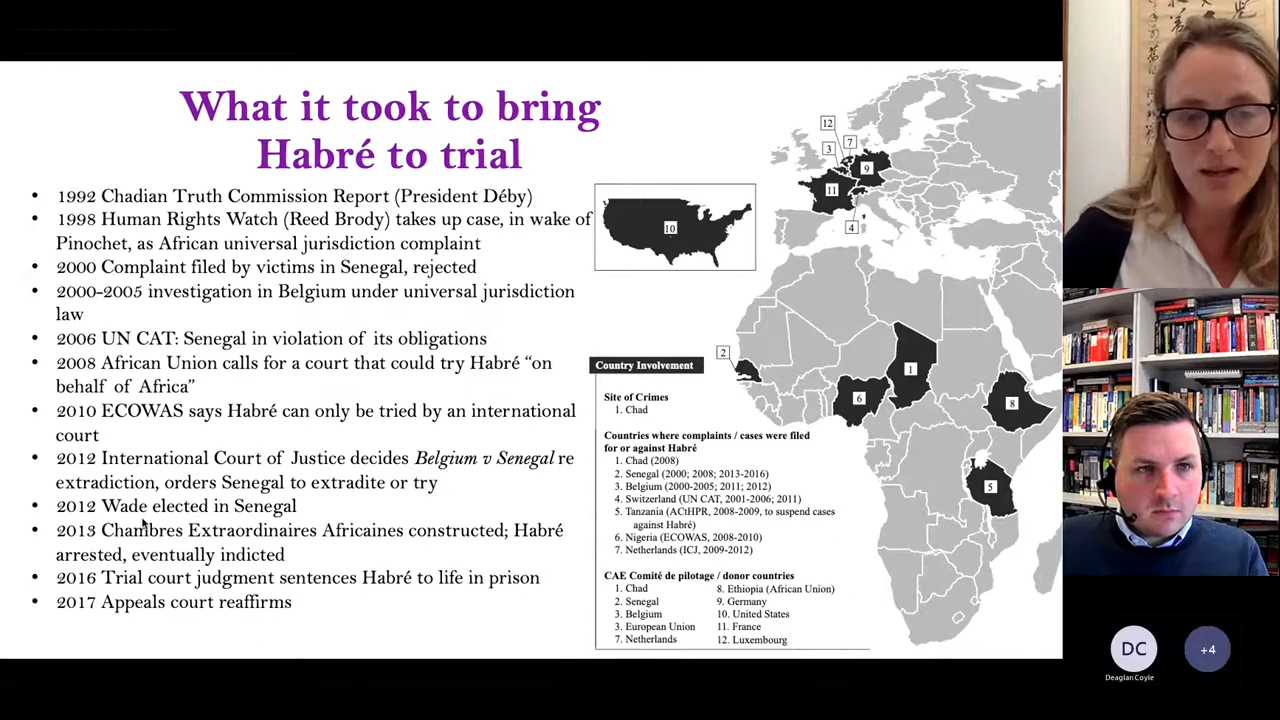 What it took to bring
Habré to trial
• 1992 Chadian Truth Commission Report (President Déby)
• 1998 Human Rights Watch (Reed Brody) takes up case, in wake of
Pinochet, as African universal jurisdiction complaint
• 2000 Complaint filed by victims in Senegal, rejected
• 2000-2005 investigation in Belgium under universal jurisdiction
law
• 2006 UN CAT: Senegal in violation of its obligations
• 2008 African Union calls for a court that could try Habré “on
behalf of Africa”
• 2010 ECOWAS says Habré can only be tried by an international
court
• 2012 International Court of Justice decides Belgium v Senegal re
extradition, orders Senegal to extradite or try
• 2012 Wade elected in Senegal
• 2013 Chambres Extraordinaires Africaines constructed; Habré
arrested, eventually indicted
• 2016 Trial court judgment sentences Habré to life in prison
• 2017 Appeals court reaffirms
12
7
3
9
11
4
10
2
1
6
8
5
Country Involvement
Site of Crimes
1. Chad
Countries where complaints / cases were filed
for or against Habré
1. Chad (2008)
2. Senegal (2000; 2008; 2013-2016)
3. Belgium (2000-2005; 2011; 2012)
4. Switzerland (UN CAT, 2001-2006; 2011)
5. Tanzania (ACtHPR, 2008-2009, to suspend cases
against Habré)
6. Nigeria (ECOWAS, 2008-2010)
7. Netherlands (ICJ, 2009-2012)
CAE Comité de pilotage / donor countries
1. Chad
2. Senegal
3. Belgium
3. European Union
7. Netherlands
8. Ethiopia (African Union)
9. Germany
10. United States
11. France
12. Luxembourg
DC
Deaglan Coyle
+4